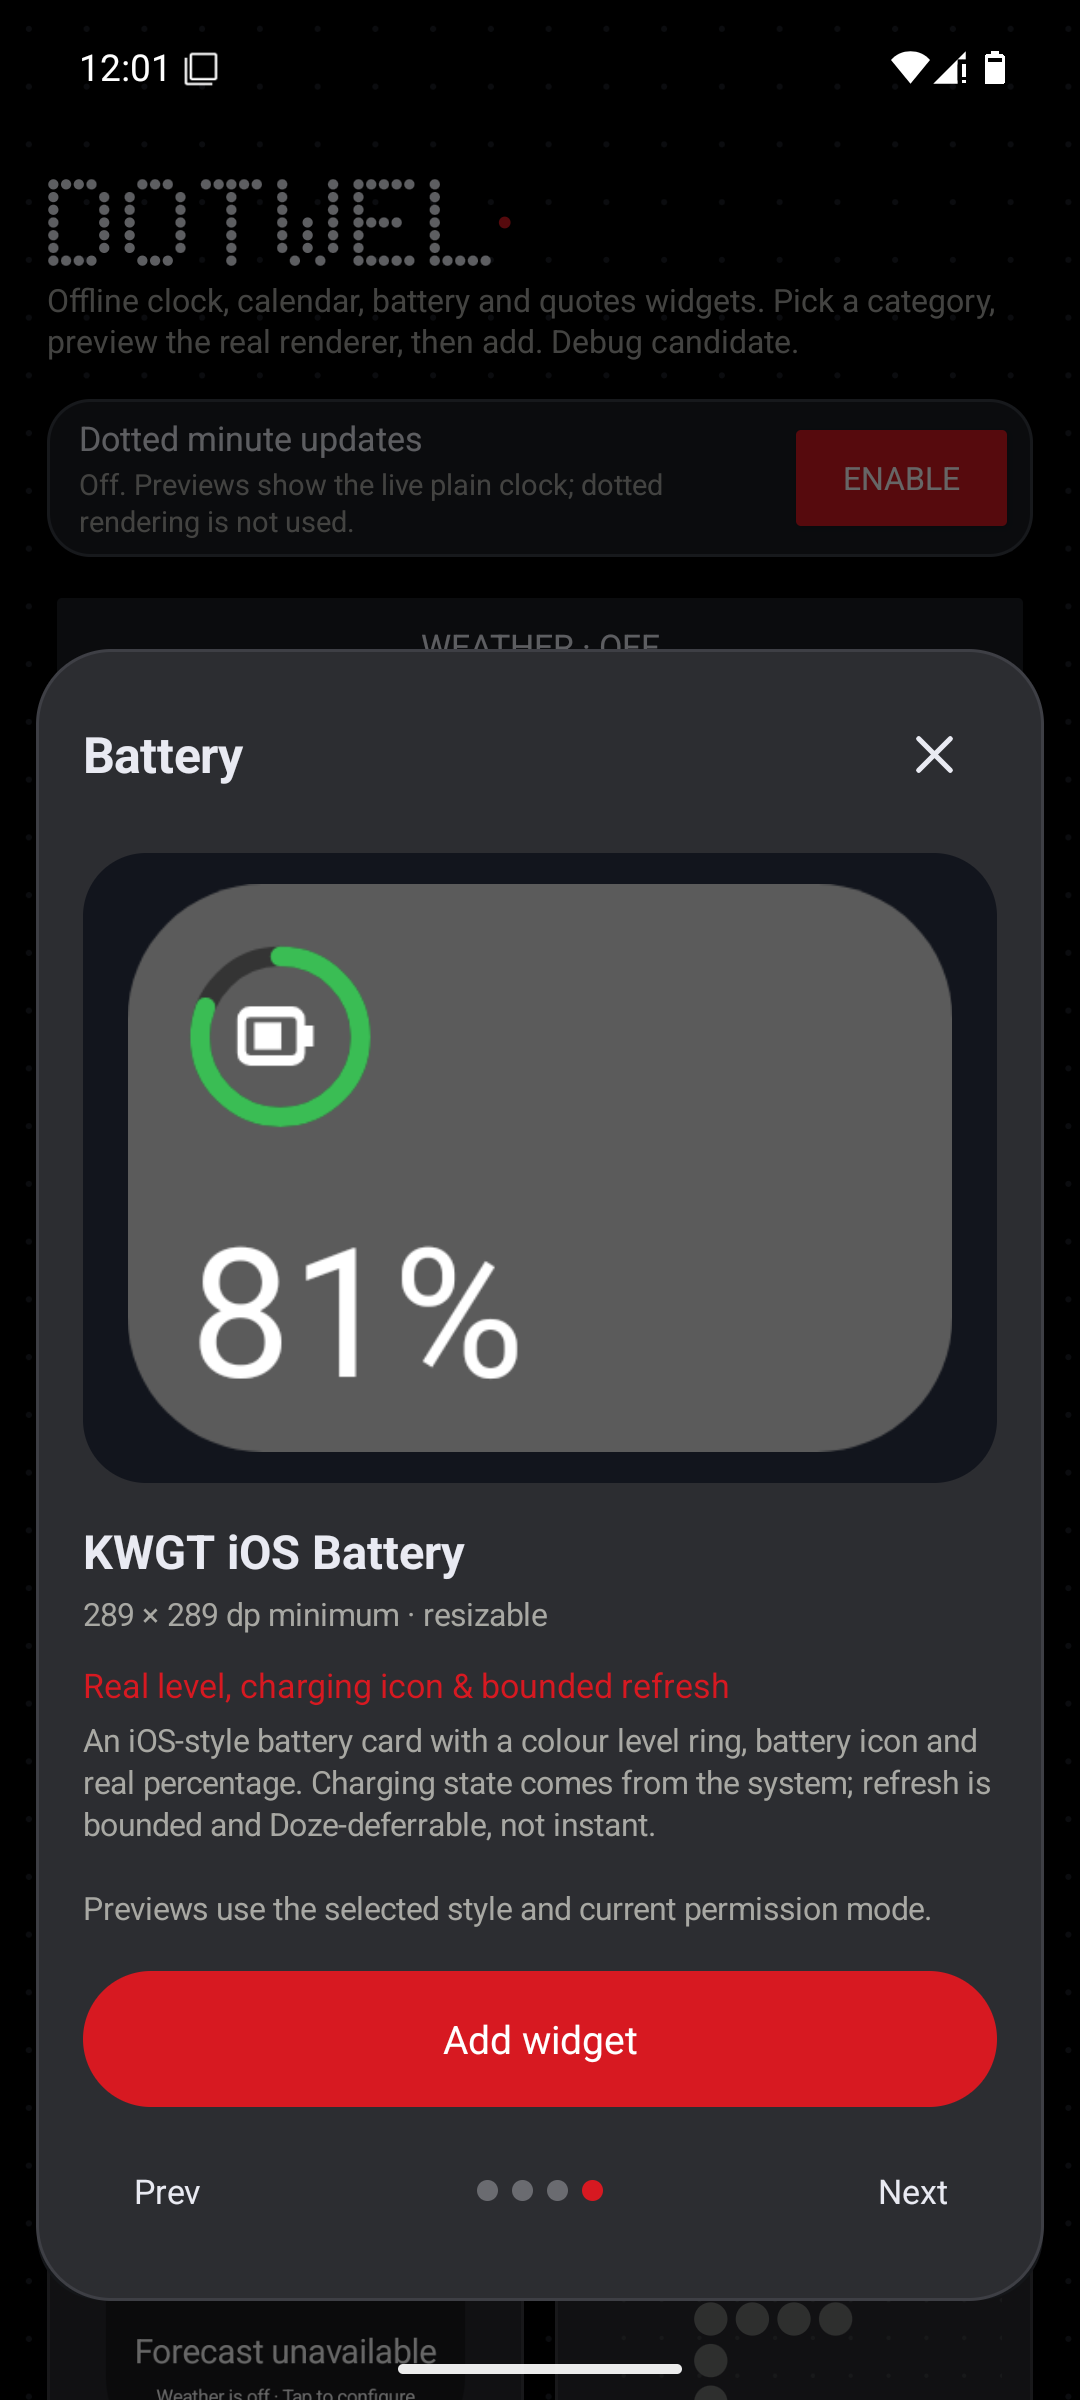 12:01
DOTWEL
Offline clock, calendar, battery and quotes widgets. Pick a category,
preview the real renderer, then add. Debug candidate.
Dotted minute updates
Off. Previews show the live plain clock; dotted
rendering is not used.
ENABLE
WEATHER · OFF
Battery
81%
KWGT iOS Battery
289 × 289 dp minimum · resizable
Real level, charging icon & bounded refresh
An iOS-style battery card with a colour level ring, battery icon and
real percentage. Charging state comes from the system; refresh is
bounded and Doze-deferrable, not instant.
Previews use the selected style and current permission mode.
Add widget
Prev
Next
Forecast unavailable
Weather is off · Tap to configure